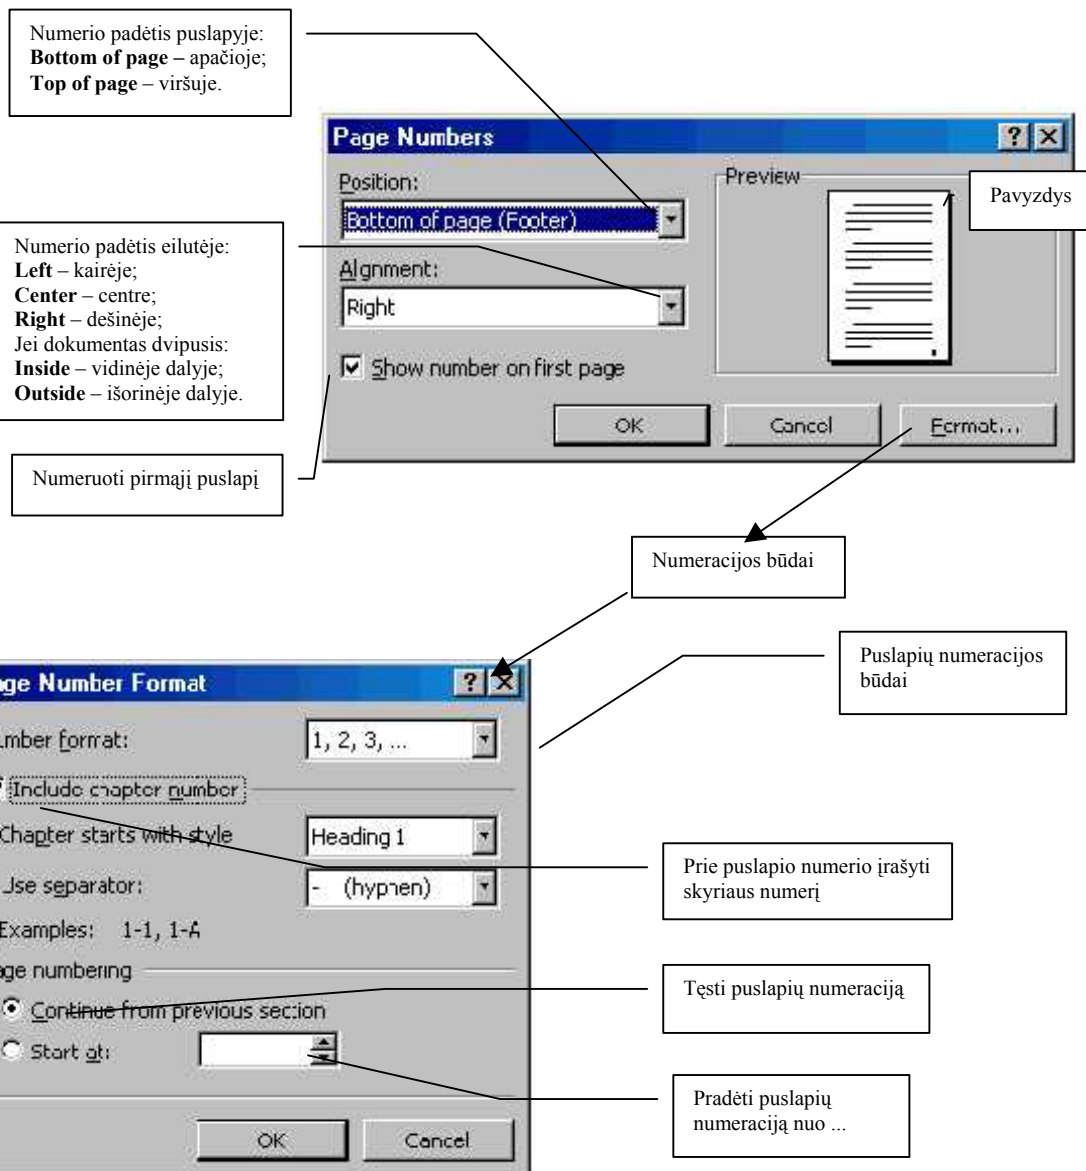 Numerio padėtis puslapyje:
Bottom of page – apačioje;
Top of page – viršuje.
Page Numbers
Position:
Bottom of page (Footer)
Preview
Pavyzdys
Numerio padėtis eilutėje:
Left – kairėje;
Center – centre;
Right – dešinėje;
Jei dokumentas dvipusis:
Inside – vidinėje dalyje;
Outside – išorinėje dalyje.
Alignment:
Right
Show number on first page
OK
Cancel
Format...
Numeruoti pirmąjį puslapį
Numeracijos būdai
Puslapių numeracijos
būdai
age Number Format
umber format:
1, 2, 3, ...
Include chapter number
Chapter starts with style
Heading 1
Use separator:
- (hyphen)
Examples: 1-1, 1-A
Prie puslapio numerio įrašyti
skyriaus numerį
age numbering
Continue from previous section
Tęsti puslapių numeraciją
Start at:
Pradėti puslapių
numeraciją nuo ...
OK
Cancel